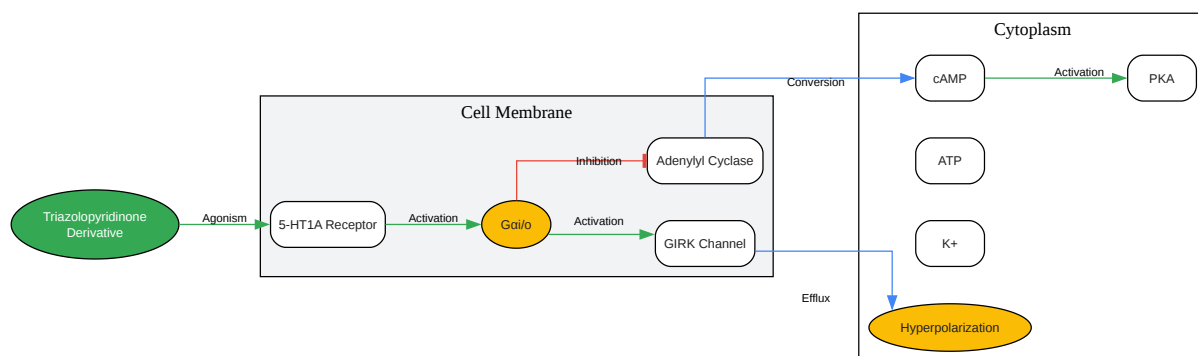 Cytoplasm
cAMP
Activation
PKA
Conversion
Cell Membrane
Inhibition
Adenylyl Cyclase
ATP
Triazolopyridinone
Derivative
Agonism
5-HT1A Receptor
Activation
Gαi/o
Activation
GIRK Channel
K+
Efflux
Hyperpolarization